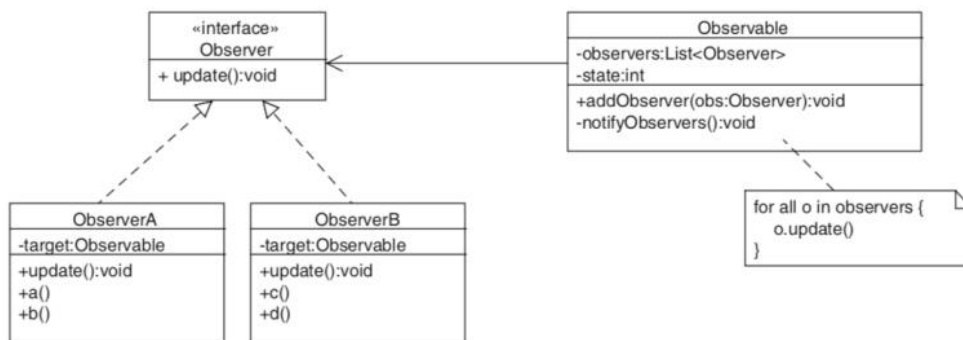 «interface»
Observer
+ update():void
Observable
-observers:List<Observer>
-state:int
+addObserver(obs:Observer):void
-notifyObservers():void
for all o in observers {
o.update()
}
ObserverA
-target:Observable
+update():void
+a()
+b()
ObserverB
-target:Observable
+update():void
+c()
+d()